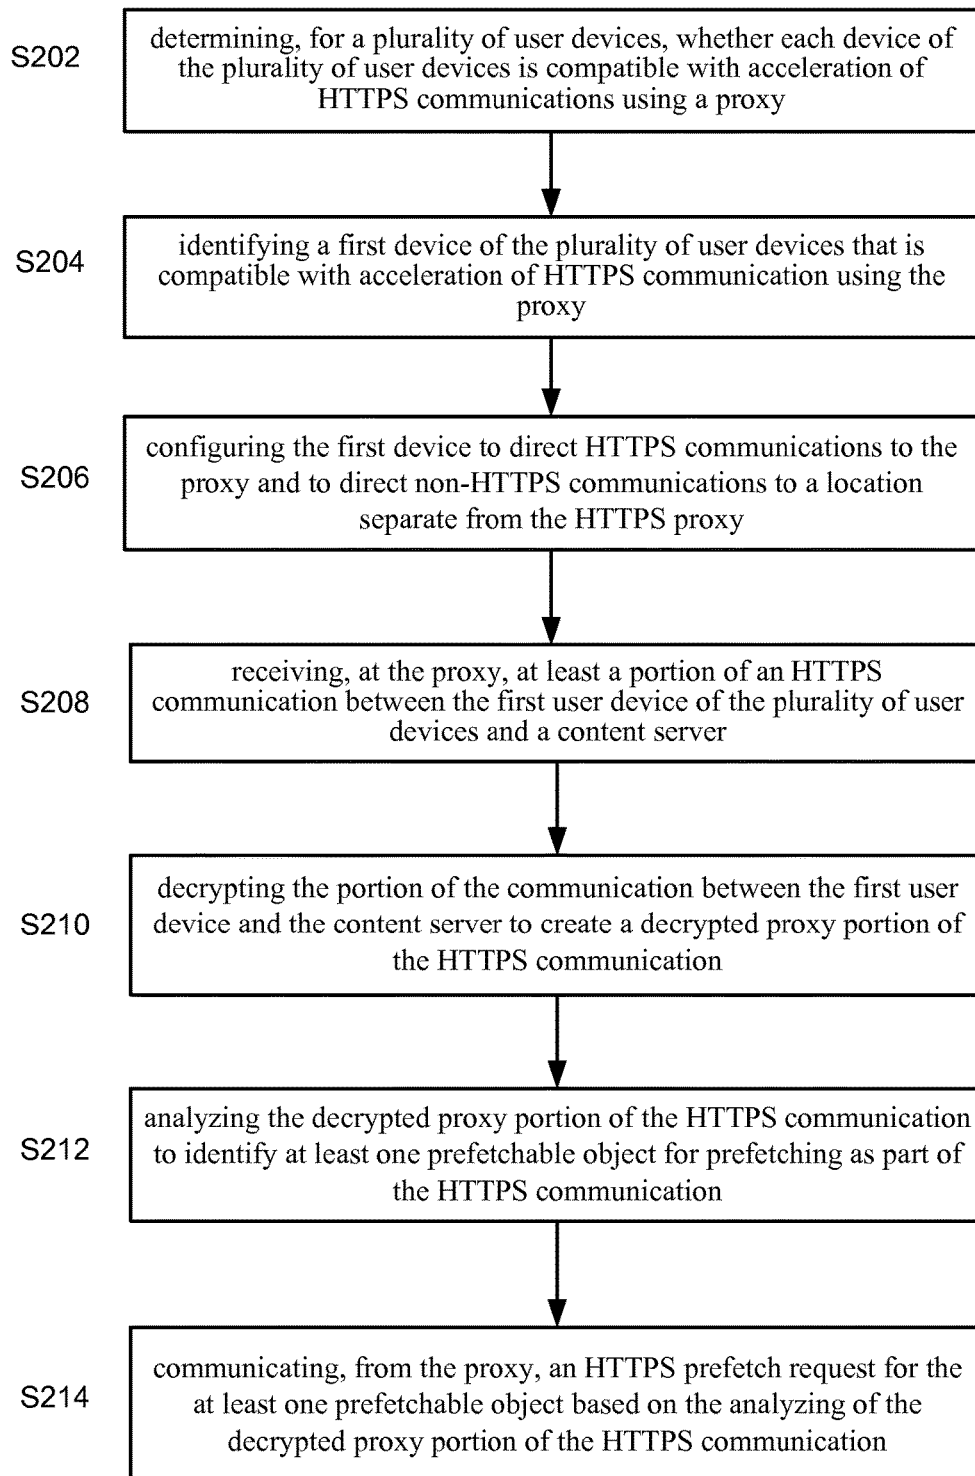 S202
determining, for a plurality of user devices, whether each device of
the plurality of user devices is compatible with acceleration of
HTTPS communications using a proxy
S204
identifying a first device of the plurality of user devices that is
compatible with acceleration of HTTPS communication using the
proxy
S206
configuring the first device to direct HTTPS communications to the
proxy and to direct non-HTTPS communications to a location
separate from the HTTPS proxy
S208
receiving, at the proxy, at least a portion of an HTTPS
communication between the first user device of the plurality of user
devices and a content server
S210
decrypting the portion of the communication between the first user
device and the content server to create a decrypted proxy portion of
the HTTPS communication
S212
analyzing the decrypted proxy portion of the HTTPS communication
to identify at least one prefetchable object for prefetching as part of
the HTTPS communication
S214
communicating, from the proxy, an HTTPS prefetch request for the
at least one prefetchable object based on the analyzing of the
decrypted proxy portion of the HTTPS communication